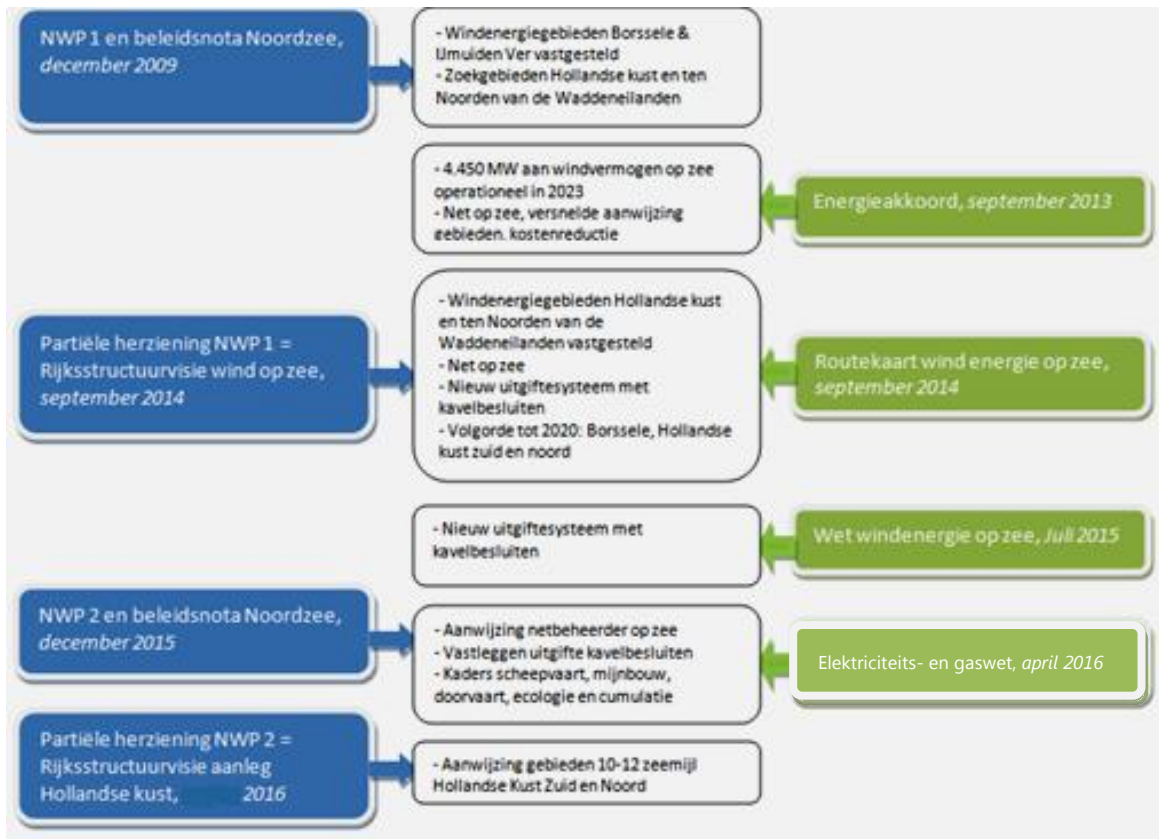 NWP 1 en beleidsnota Noordzee,
december 2009
- Windenergiegebieden Borssele &
IJmuiden Ver vastgesteld
- Zoekgebieden Hollandse kust en ten
Noorden van de Waddeneilanden
- 4.450 MW aan windvermogen op zee
operationeel in 2023
- Net op zee, versnelde aanwijzing
gebieden, kostenreductie
Energieakkoord, september 2013
Partiële herziening NWP 1 =
Rijksstructuurvisie wind op zee,
september 2014
- Windenergiegebieden Hollandse kust
en ten Noorden van de
Waddeneilanden vastgesteld
- Net op zee
- Nieuw uitgiftesysteem met
kavelbesluiten
- Volgorde tot 2020: Borssele, Hollandse
kust zuid en noord
Routekaart wind energie op zee,
september 2014
- Nieuw uitgiftesysteem met
kavelbesluiten
Wet windenergie op zee, Juli 2015
NWP 2 en beleidsnota Noordzee,
december 2015
- Aanwijzing netbeheerder op zee
- Vastleggen uitgifte kavelbesluiten
- Kaders scheepvaart, mijnbouw,
doorvaart, ecologie en cumulatie
Elektriciteits- en gaswet, april 2016
Partiële herziening NWP 2 =
Rijksstructuurvisie aanleg
Hollandse kust, 2016
- Aanwijzing gebieden 10-12 zeemijl
Hollandse Kust Zuid en Noord